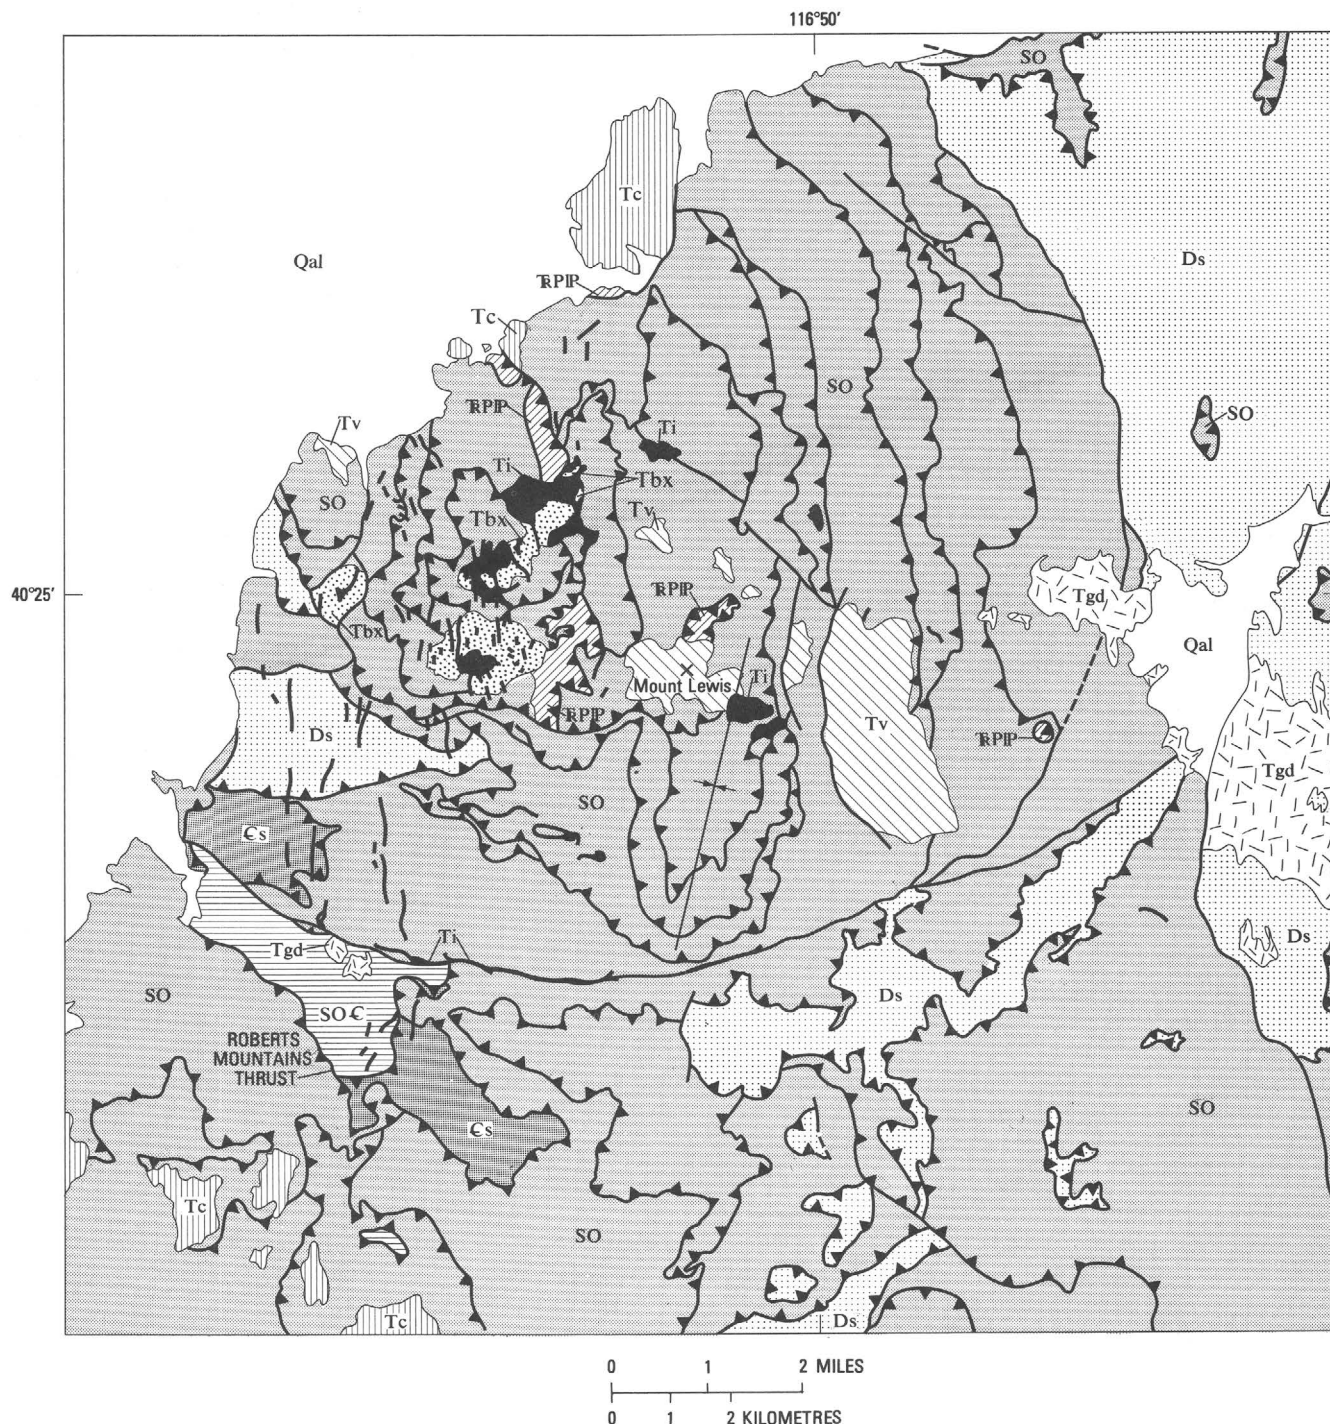 116°50′
SO
Tc
Qal
Ds
TRPIP
Tc
SO
TRPIP
SO
Tv
Ti
Ti
Tbx
SO
Tbx
Tv
40°25′
TRPIP
Tgd
Tbx
Qal
Mount Lewis
Ti
TRPIP
Tv
Ds
TRPIP
Tgd
SO
Єs
Ti
Tgd
Ds
SO
Ds
SOЄ
ROBERTS
MOUNTAINS
THRUST
SO
Єs
Tc
SO
Tc
Ds
0 1 2 MILES
0 1 2 KILOMETRES